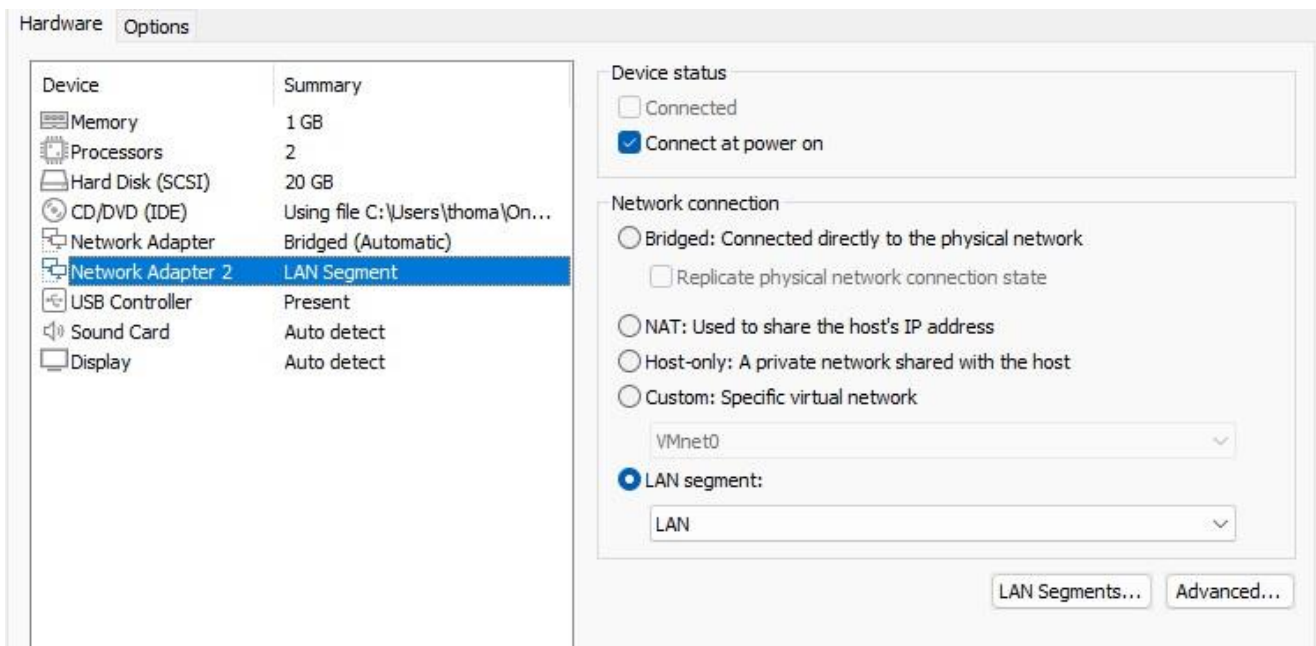 Hardware Options
Device Summary
Memory 1 GB
Processors 2
Hard Disk (SCSI) 20 GB
CD/DVD (IDE) Using file C:\Users\thoma\On...
Network Adapter Bridged (Automatic)
Network Adapter 2 LAN Segment
USB Controller Present
Sound Card Auto detect
Display Auto detect
Device status
Connected
Connect at power on
Network connection
Bridged: Connected directly to the physical network
Replicate physical network connection state
NAT: Used to share the host's IP address
Host-only: A private network shared with the host
Custom: Specific virtual network
VMnet0
LAN segment:
LAN
LAN Segments... Advanced...